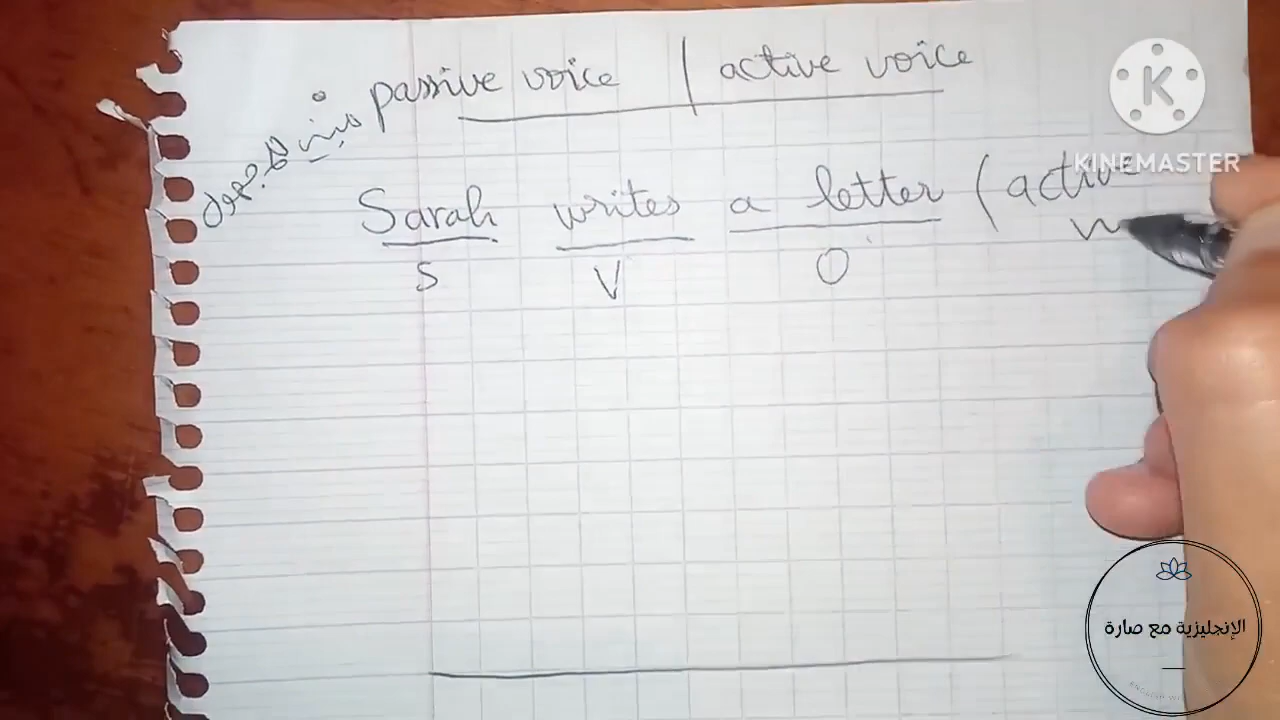 passive voice / active voice
مبني للمجهول
Sarah writes a letter (active
S V O
KINEMASTER
الإنجليزية مع صارة